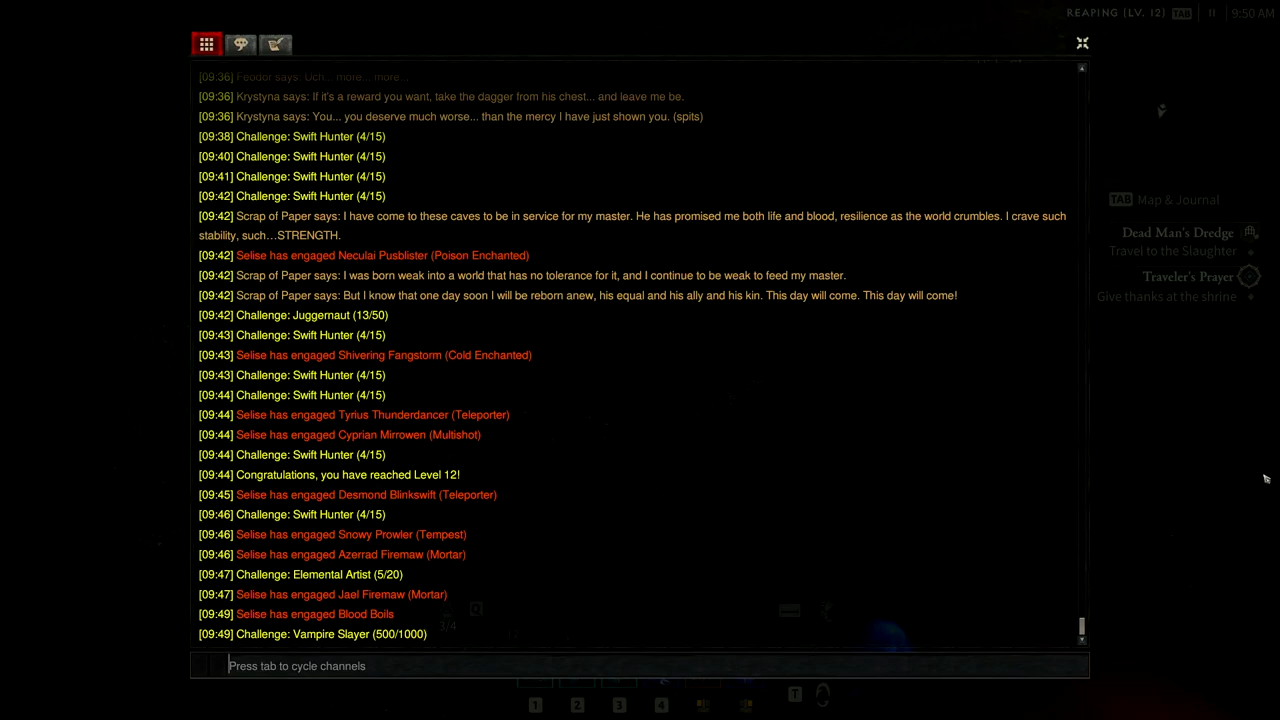 REAPING [LV. 12] TAB 9:50 AM
[09:36] Feodor says: Uch... more... more...
[09:36] Krystyna says: If it's a reward you want, take the dagger from his chest... and leave me be.
[09:36] Krystyna says: You... you deserve much worse... than the mercy I have just shown you. (spits)
[09:38] Challenge: Swift Hunter (4/15)
[09:40] Challenge: Swift Hunter (4/15)
[09:41] Challenge: Swift Hunter (4/15)
[09:42] Challenge: Swift Hunter (4/15)
[09:42] Scrap of Paper says: I have come to these caves to be in service for my master. He has promised me both life and blood, resilience as the world crumbles. I crave such
stability, such…STRENGTH.
[09:42] Selise has engaged Neculai Pusblister (Poison Enchanted)
[09:42] Scrap of Paper says: I was born weak into a world that has no tolerance for it, and I continue to be weak to feed my master.
[09:42] Scrap of Paper says: But I know that one day soon I will be reborn anew, his equal and his ally and his kin. This day will come. This day will come!
[09:42] Challenge: Juggernaut (13/50)
[09:43] Challenge: Swift Hunter (4/15)
[09:43] Selise has engaged Shivering Fangstorm (Cold Enchanted)
[09:43] Challenge: Swift Hunter (4/15)
[09:44] Challenge: Swift Hunter (4/15)
[09:44] Selise has engaged Tyrius Thunderdancer (Teleporter)
[09:44] Selise has engaged Cyprian Mirrowen (Multishot)
[09:44] Challenge: Swift Hunter (4/15)
[09:44] Congratulations, you have reached Level 12!
[09:45] Selise has engaged Desmond Blinkswift (Teleporter)
[09:46] Challenge: Swift Hunter (4/15)
[09:46] Selise has engaged Snowy Prowler (Tempest)
[09:46] Selise has engaged Azerrad Firemaw (Mortar)
[09:47] Challenge: Elemental Artist (5/20)
[09:47] Selise has engaged Jael Firemaw (Mortar)
[09:49] Selise has engaged Blood Boils
[09:49] Challenge: Vampire Slayer (500/1000)
Press tab to cycle channels
TAB Map & Journal
Dead Man's Dredge
Travel to the Slaughter
Traveler's Prayer
Give thanks at the shrine
Q
3/4
1 2 3 4 T